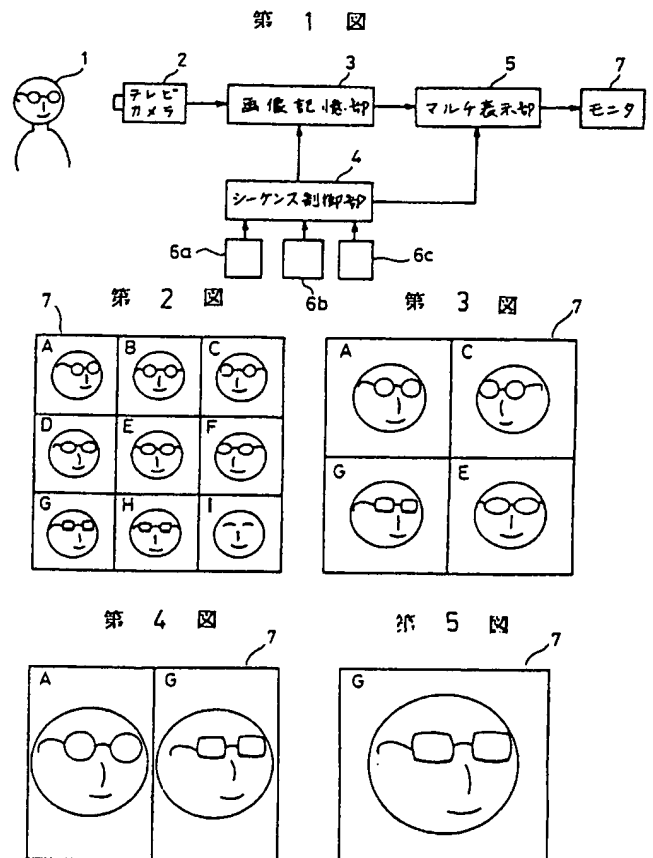 第 1 図
1
2
3
5
7
テレビ
カメラ
画像記憶部
マルチ表示部
モニタ
4
シーケンス制御部
6a
6b
6c
第 2 図
7
A
B
C
D
E
F
G
H
I
第 3 図
7
A
C
G
E
第 4 図
7
A
G
第 5 図
7
G